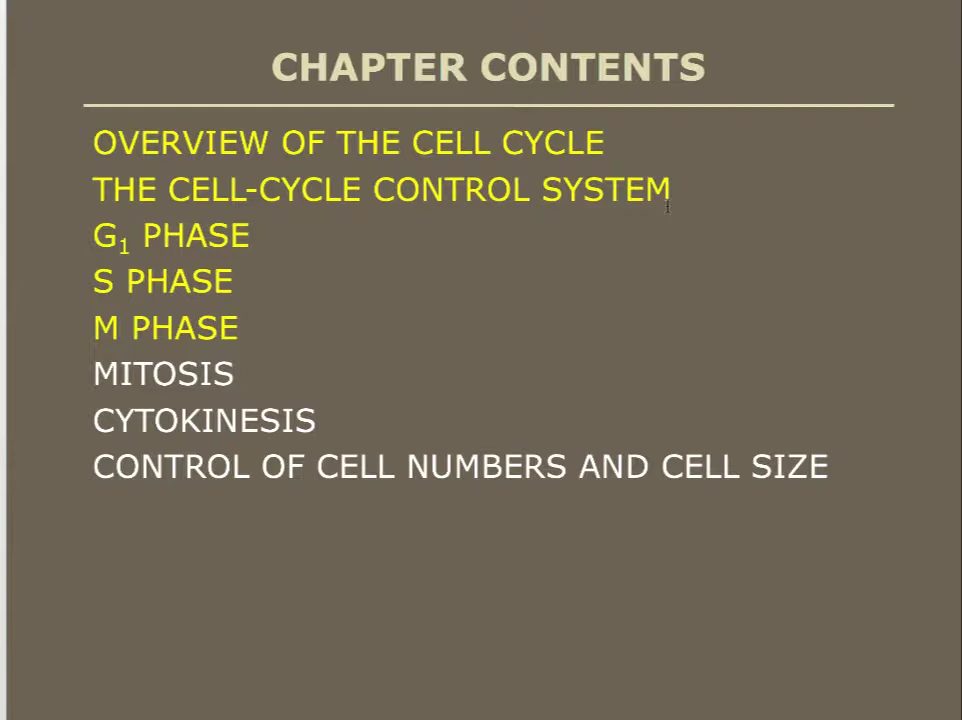 CHAPTER CONTENTS
OVERVIEW OF THE CELL CYCLE
THE CELL-CYCLE CONTROL SYSTEM
G₁ PHASE
S PHASE
M PHASE
MITOSIS
CYTOKINESIS
CONTROL OF CELL NUMBERS AND CELL SIZE